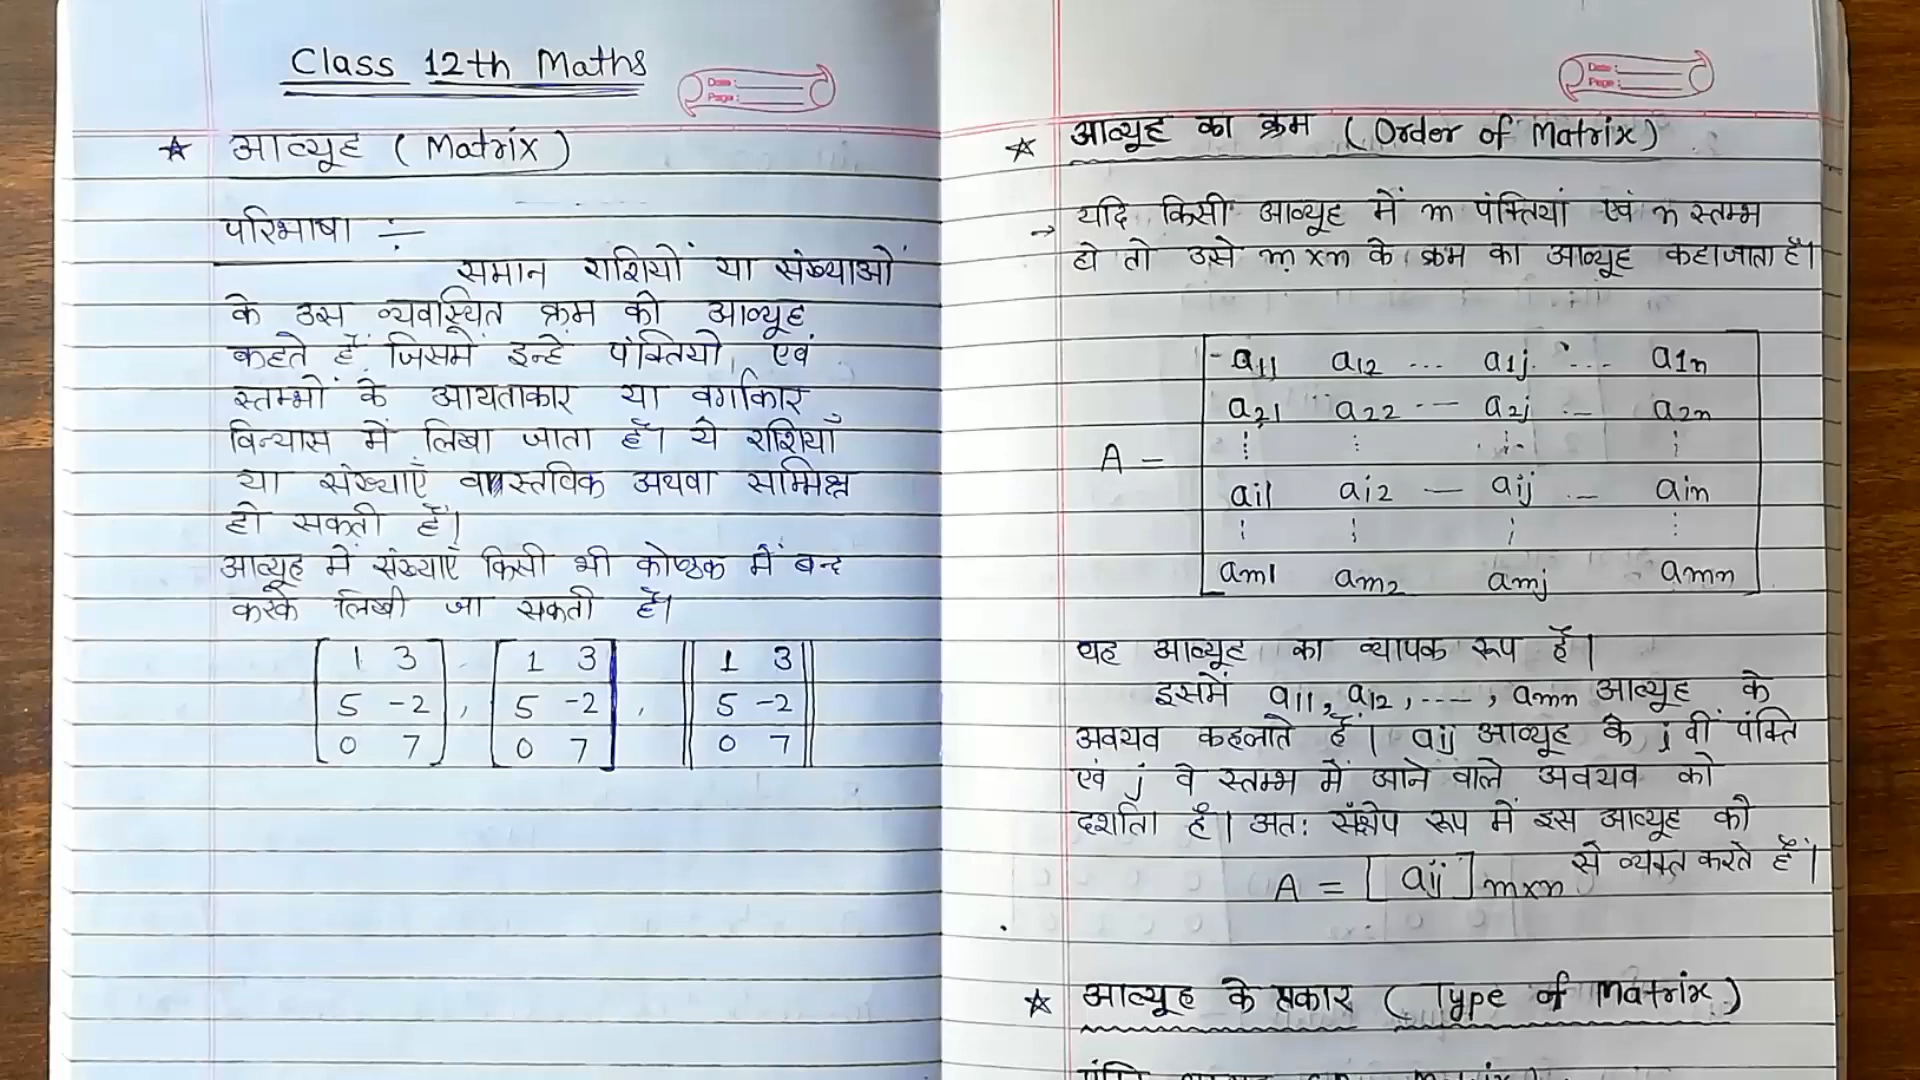 Class 12th Maths
Date :
Page :
☆ आव्यूह ( Matrix )
परिभाषा ÷
समान राशियों या संख्याओं
के उस व्यवस्थित क्रम को आव्यूह
कहते हैं जिसमें इन्हें पंक्तियों एवं
स्तम्भों के आयताकार या वर्गाकार
विन्यास में लिखा जाता है। ये राशियाँ
या संख्याएँ वास्तविक अथवा सम्मिश्र
हो सकती हैं।
आव्यूह में संख्याएँ किसी भी कोष्ठक में बन्द
करके लिखी जा सकती है।
1 3 1 3 1 3
5 -2 , 5 -2 , 5 -2
0 7 0 7 0 7
Date :
Page :
☆ आव्यूह का क्रम ( Order of Matrix )
→ यदि किसी आव्यूह में m पंक्तियां एवं n स्तम्भ
हो तो उसे m×n के क्रम का आव्यूह कहा जाता है।
a11 a12 ... a1j ... a1n
a21 a22 --- a2j -- a2n
A =
ai1 ai2 — aij -- ain
am1 am2 amj amn
यह आव्यूह का व्यापक रूप है।
इसमें a11, a12, ----, amn आव्यूह के
अवयव कहलाते हैं। aij आव्यूह के j वीं पंक्ति
एवं j वे स्तम्भ में आने वाले अवयव को
दर्शाता है। अत: संक्षेप रूप में इस आव्यूह को
A = [ aij ] m×n से व्यक्त करते हैं।
☆ आव्यूह के प्रकार ( Type of Matrix )